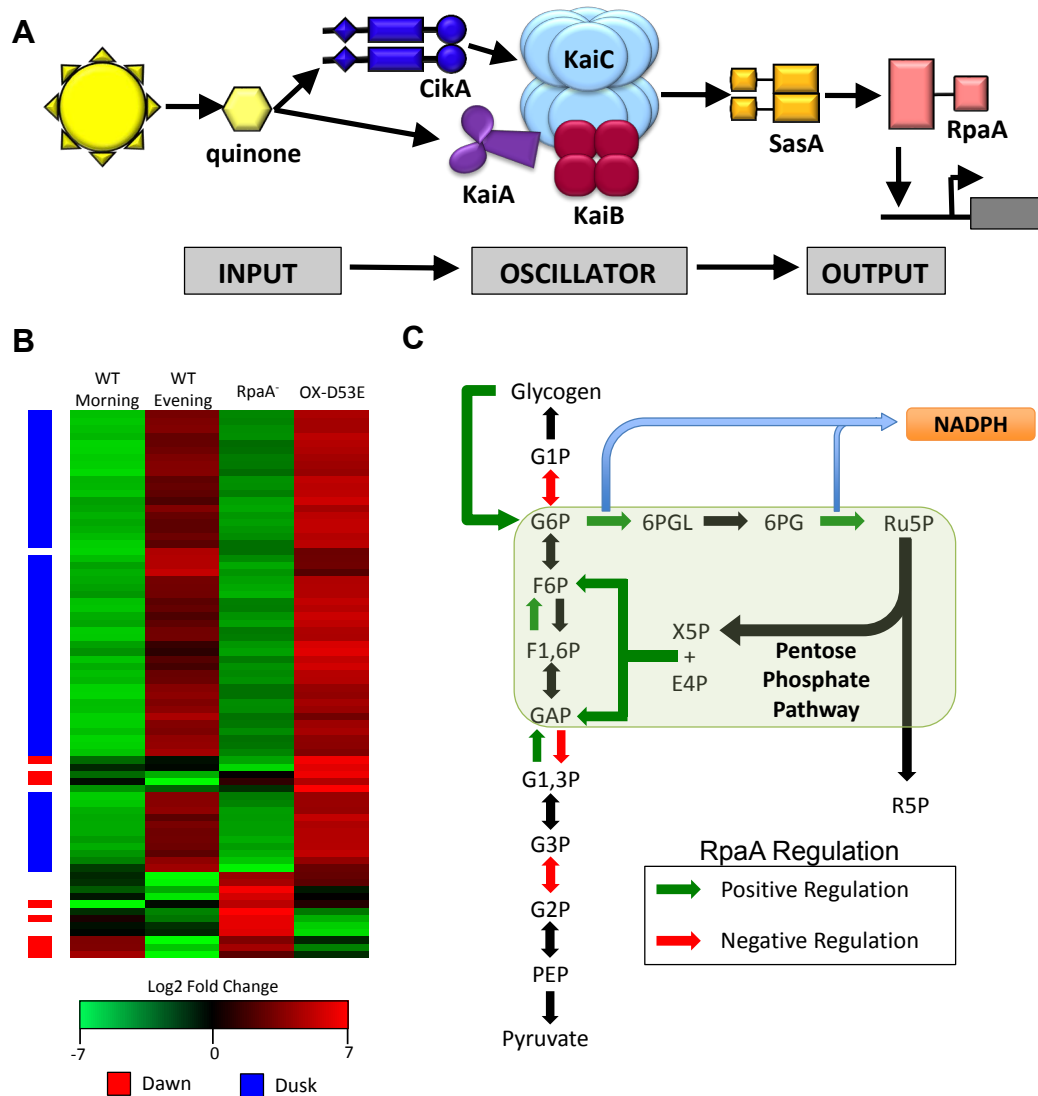 A
CikA
KaiC
quinone
KaiA
KaiB
SasA
RpaA
INPUT
OSCILLATOR
OUTPUT
B
WT
Morning
WT
Evening
RpaA-
OX-D53E
Log2 Fold Change
-7
0
7
Dawn
Dusk
C
Glycogen
NADPH
G1P
G6P
6PGL
6PG
Ru5P
F6P
X5P
+
E4P
F1,6P
Pentose
Phosphate
Pathway
GAP
G1,3P
R5P
G3P
G2P
PEP
Pyruvate
RpaA Regulation
Positive Regulation
Negative Regulation